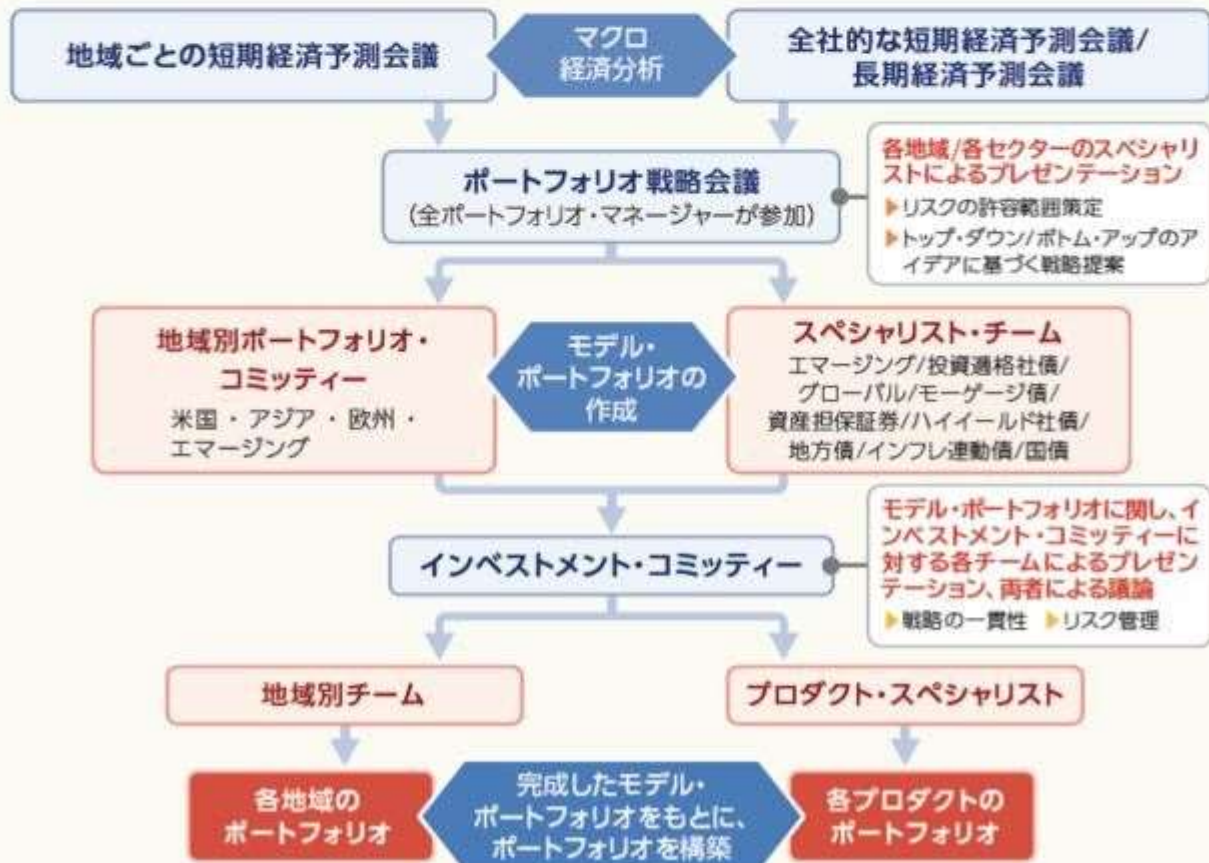 地域ごとの短期経済予測会議
マクロ
経済分析
全社的な短期経済予測会議/
長期経済予測会議
ポートフォリオ戦略会議
(全ポートフォリオ・マネージャーが参加)
各地域/各セクターのスペシャリ
ストによるプレゼンテーション
▶リスクの許容範囲策定
▶トップ・ダウン/ボトム・アップのア
イデアに基づく戦略提案
地域別ポートフォリオ・
コミッティー
米国・アジア・欧州・
エマージング
モデル・
ポートフォリオの
作成
スペシャリスト・チーム
エマージング/投資適格社債/
グローバル/モーゲージ債/
資産担保証券/ハイイールド社債/
地方債/インフレ連動債/国債
インベストメント・コミッティー
モデル・ポートフォリオに関し、イ
ンベストメント・コミッティーに
対する各チームによるプレゼン
テーション、両者による議論
▶戦略の一貫性 ▶リスク管理
地域別チーム
プロダクト・スペシャリスト
各地域の
ポートフォリオ
完成したモデル・
ポートフォリオをもとに、
ポートフォリオを構築
各プロダクトの
ポートフォリオ